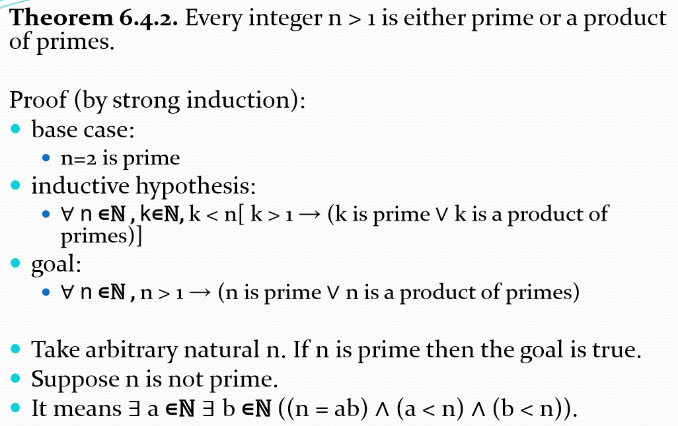 Theorem 6.4.2. Every integer n > 1 is either prime or a product
of primes.
Proof (by strong induction):
• base case:
• n=2 is prime
• inductive hypothesis:
• ∀ n ∈ℕ , k∈ℕ, k < n[ k > 1 → (k is prime ∨ k is a product of
primes)]
• goal:
• ∀ n ∈ℕ , n > 1 → (n is prime ∨ n is a product of primes)
• Take arbitrary natural n. If n is prime then the goal is true.
• Suppose n is not prime.
• It means ∃ a ∈ℕ ∃ b ∈ℕ ((n = ab) ∧ (a < n) ∧ (b < n)).